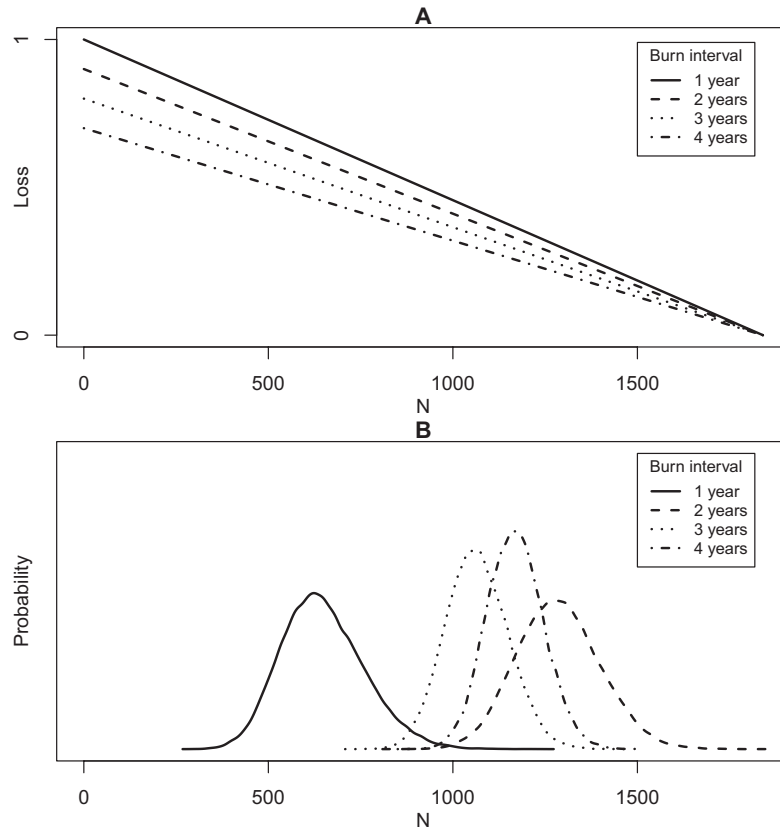 A
1
Loss
0
Burn interval
1 year
2 years
3 years
4 years
0 500 1000 1500
N
B
Probability
Burn interval
1 year
2 years
3 years
4 years
0 500 1000 1500
N